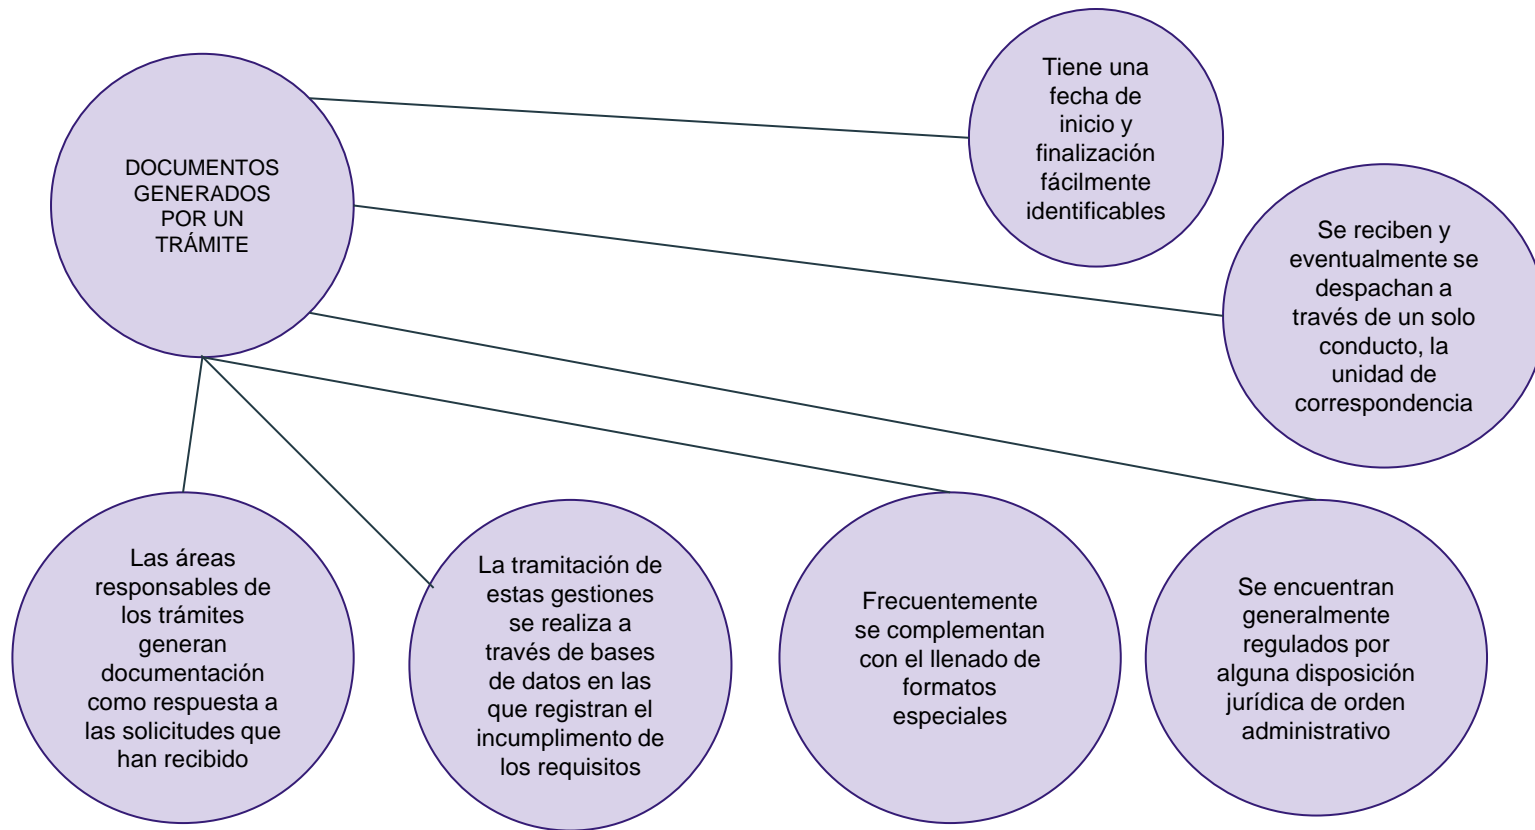 DOCUMENTOS
GENERADOS
POR UN
TRÁMITE
Tiene una
fecha de
inicio y
finalización
fácilmente
identificables
Se reciben y
eventualmente se
despachan a
través de un solo
conducto, la
unidad de
correspondencia
Las áreas
responsables de
los trámites
generan
documentación
como respuesta a
las solicitudes que
han recibido
La tramitación de
estas gestiones
se realiza a
través de bases
de datos en las
que registran el
incumplimento de
los requisitos
Frecuentemente
se complementan
con el llenado de
formatos
especiales
Se encuentran
generalmente
regulados por
alguna disposición
jurídica de orden
administrativo